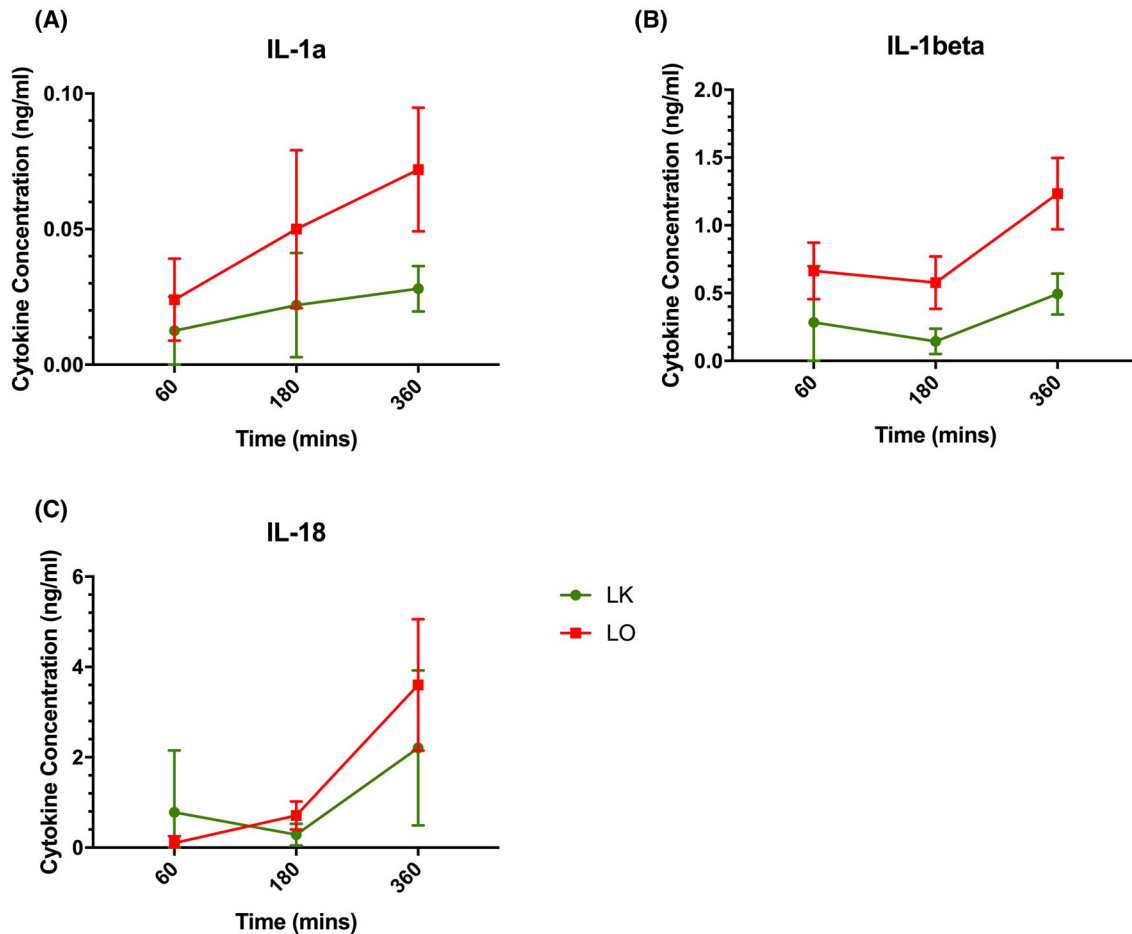 (A)
IL-1a
Cytokine Concentration (ng/ml)
0.10
0.05
0.00
60
180
360
Time (mins)
(B)
IL-1beta
Cytokine Concentration (ng/ml)
2.0
1.5
1.0
0.5
0.0
60
180
360
Time (mins)
(C)
IL-18
Cytokine Concentration (ng/ml)
6
4
2
0
60
180
360
Time (mins)
LK
LO